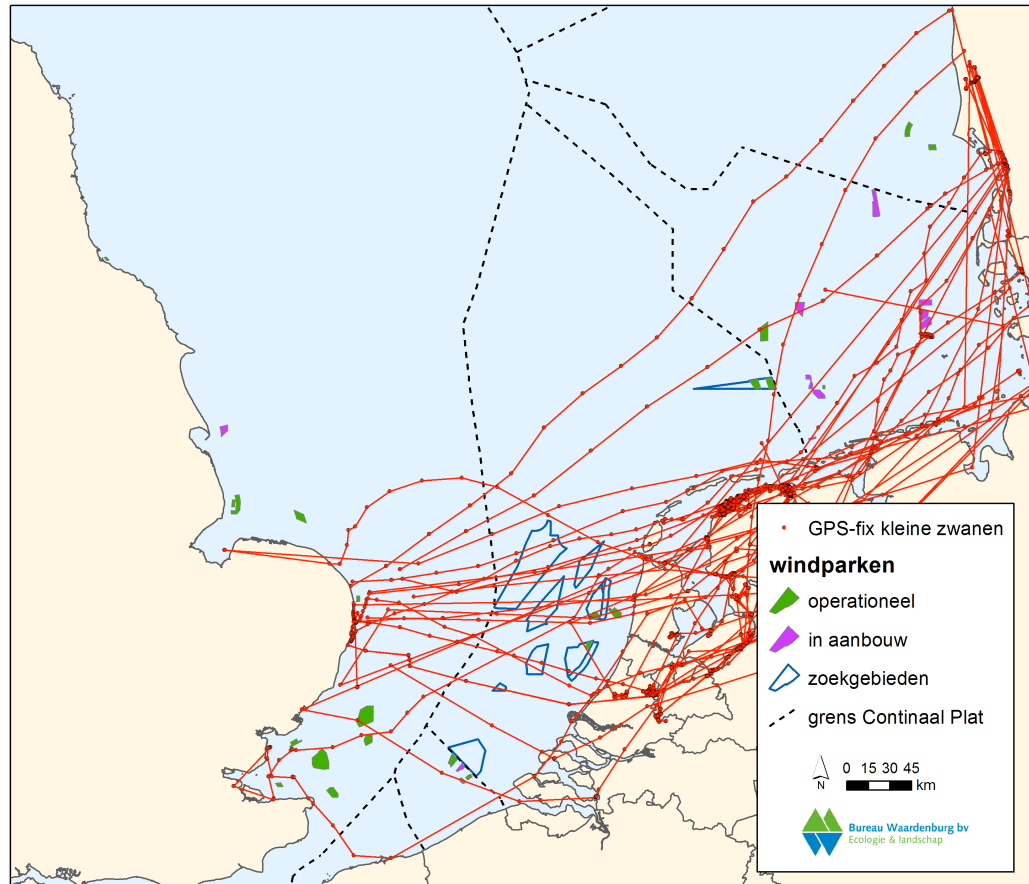 GPS-fix kleine zwanen
windparken
operationeel
in aanbouw
zoekgebieden
grens Continaal Plat
N
0 15 30 45
km
Bureau Waardenburg bv
Ecologie & landschap